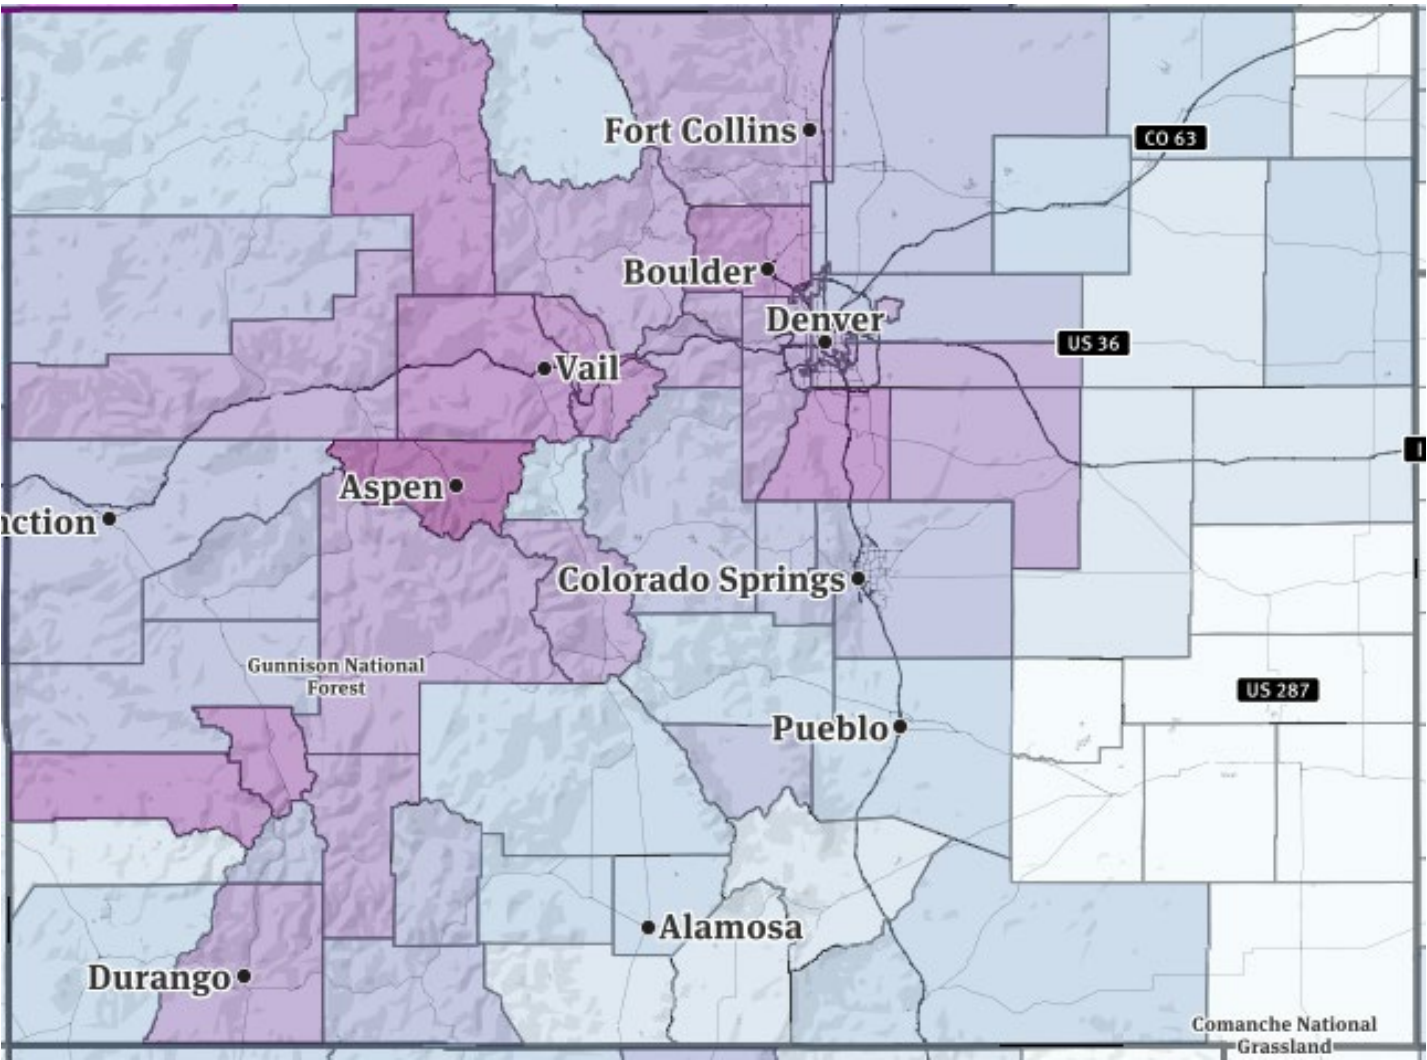 Fort Collins
CO 63
Boulder
Denver
US 36
Vail
Aspen
nction
Colorado Springs
Gunnison National
Forest
US 287
Pueblo
Alamosa
Durango
Comanche National
Grassland